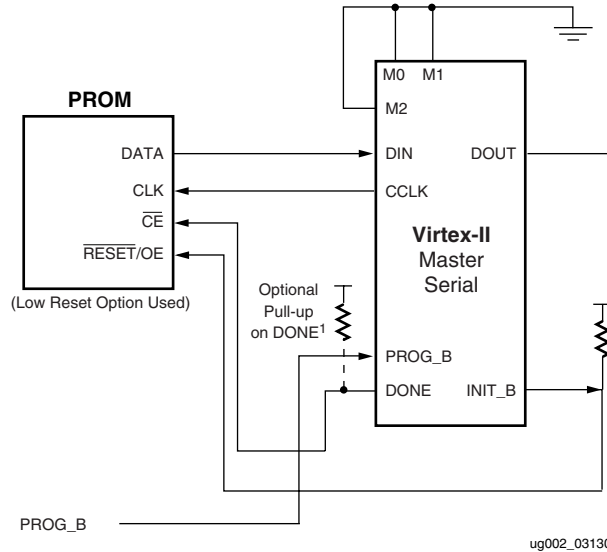 M0 M1
M2
PROM
DATA
DIN
DOUT
CLK
CCLK
CE
Virtex-II
Master
Serial
RESET/OE
(Low Reset Option Used)
Optional
Pull-up
on DONE1
PROG_B
DONE
INIT_B
PROG_B
ug002_03130